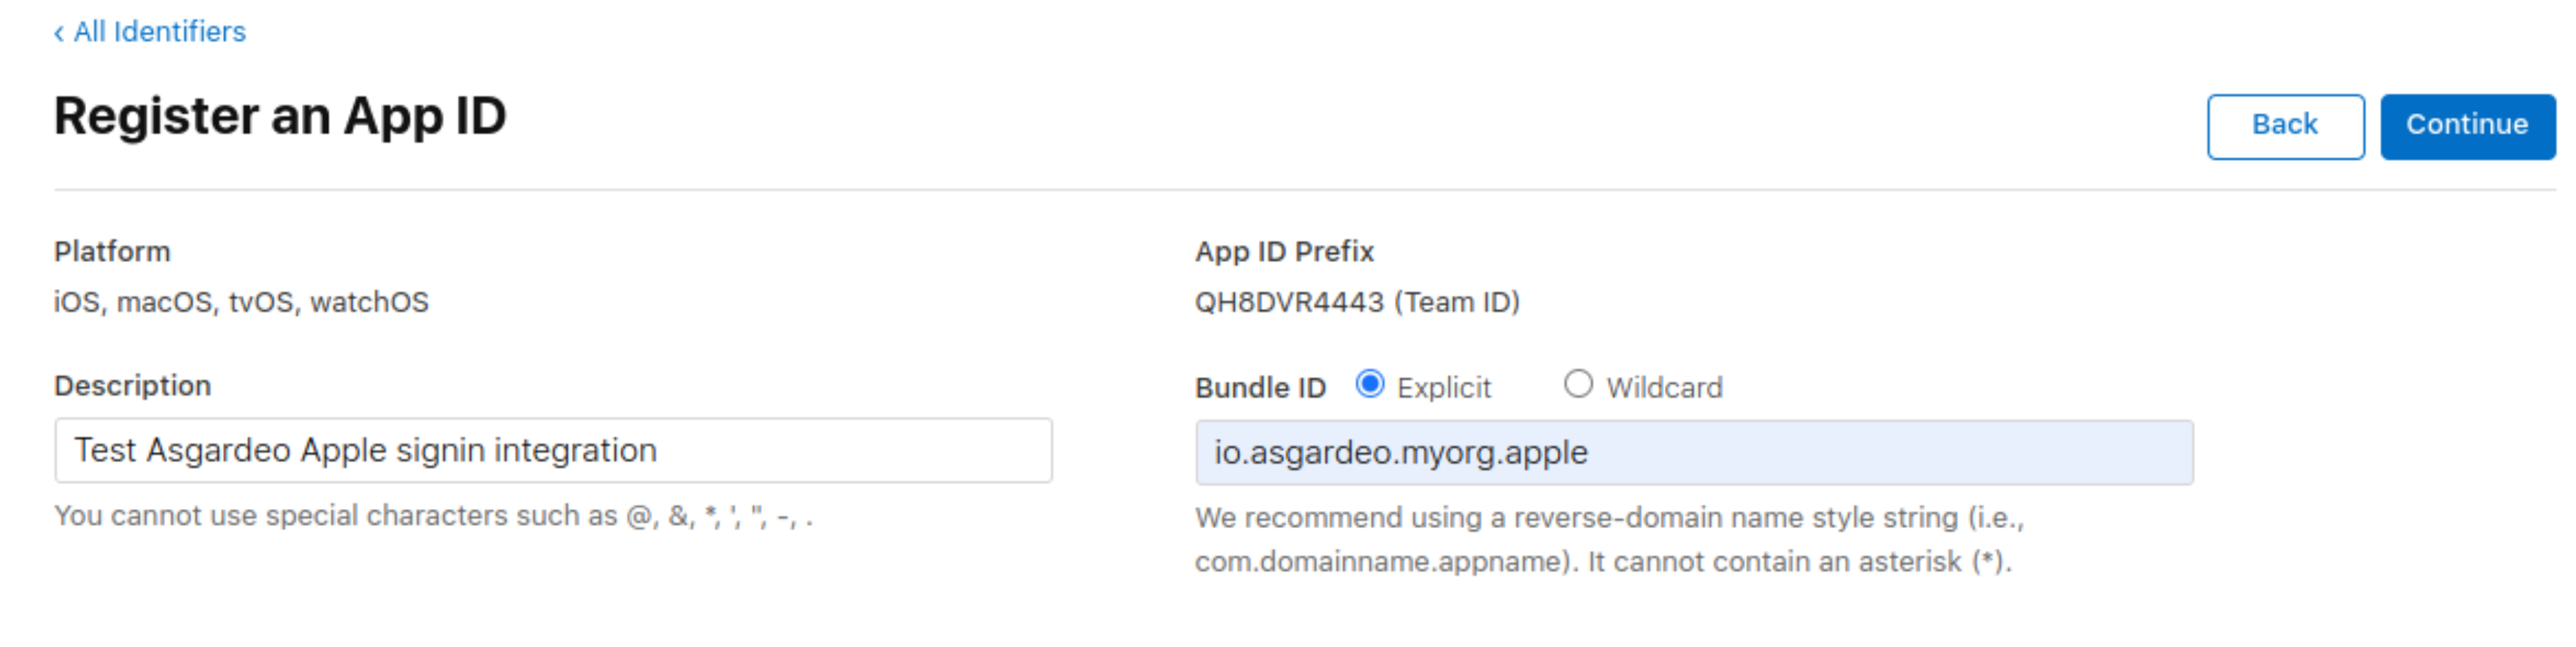 ‹ All Identifiers
Register an App ID
Back
Continue
Platform
iOS, macOS, tvOS, watchOS
App ID Prefix
QH8DVR4443 (Team ID)
Description
Test Asgardeo Apple signin integration
You cannot use special characters such as @, &, *, ', ", -, .
Bundle ID Explicit Wildcard
io.asgardeo.myorg.apple
We recommend using a reverse-domain name style string (i.e.,
com.domainname.appname). It cannot contain an asterisk (*).